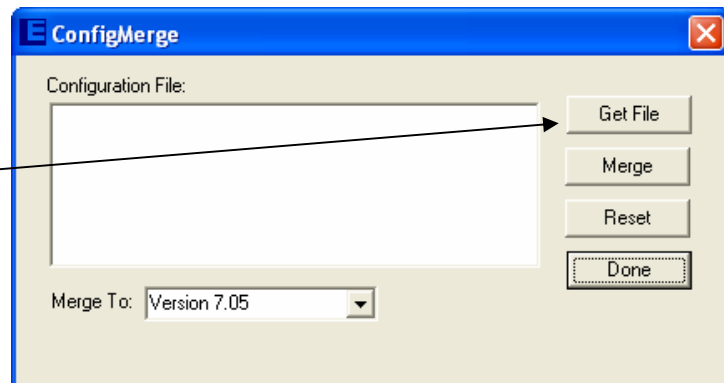 E ConfigMerge
Configuration File:
Get File
Merge
Reset
Done
Merge To: Version 7.05